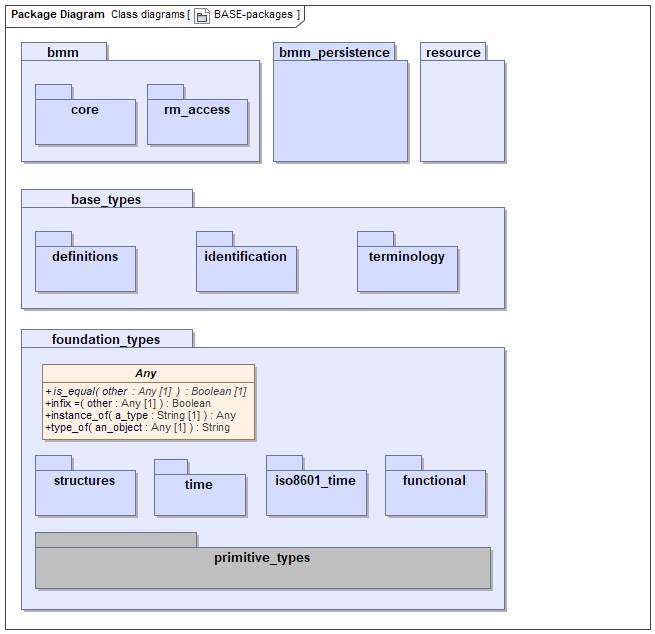 Package Diagram Class diagrams [ BASE-packages ]
bmm
bmm_persistence
resource
core
rm_access
base_types
definitions
identification
terminology
foundation_types
Any
+ is_equal( other : Any [1] ) : Boolean [1]
+infix =( other : Any [1] ) : Boolean
+instance_of( a_type : String [1] ) : Any
+type_of( an_object : Any [1] ) : String
structures
time
iso8601_time
functional
primitive_types